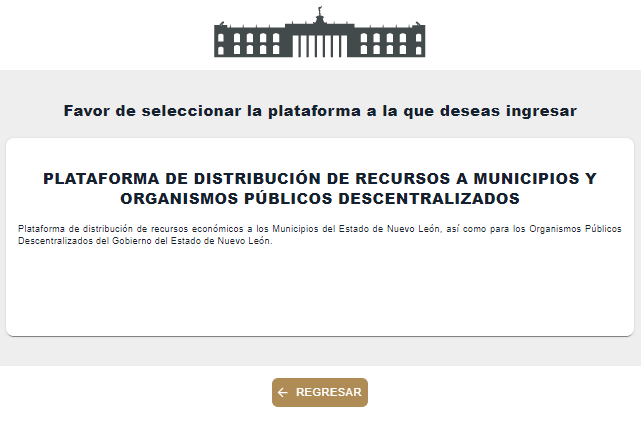 Favor de seleccionar la plataforma a la que deseas ingresar
PLATAFORMA DE DISTRIBUCIÓN DE RECURSOS A MUNICIPIOS Y
ORGANISMOS PÚBLICOS DESCENTRALIZADOS
Plataforma de distribución de recursos económicos a los Municipios del Estado de Nuevo León, así como para los Organismos Públicos
Descentralizados del Gobierno del Estado de Nuevo León.
REGRESAR